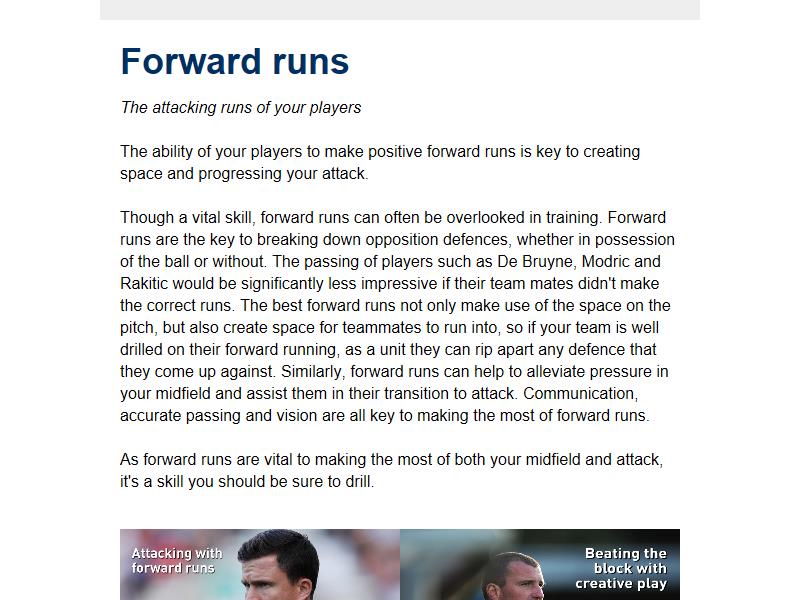 Forward runs
The attacking runs of your players
The ability of your players to make positive forward runs is key to creating
space and progressing your attack.
Though a vital skill, forward runs can often be overlooked in training. Forward
runs are the key to breaking down opposition defences, whether in possession
of the ball or without. The passing of players such as De Bruyne, Modric and
Rakitic would be significantly less impressive if their team mates didn't make
the correct runs. The best forward runs not only make use of the space on the
pitch, but also create space for teammates to run into, so if your team is well
drilled on their forward running, as a unit they can rip apart any defence that
they come up against. Similarly, forward runs can help to alleviate pressure in
your midfield and assist them in their transition to attack. Communication,
accurate passing and vision are all key to making the most of forward runs.
As forward runs are vital to making the most of both your midfield and attack,
it's a skill you should be sure to drill.
Attacking with
forward runs
Beating the
block with
creative play